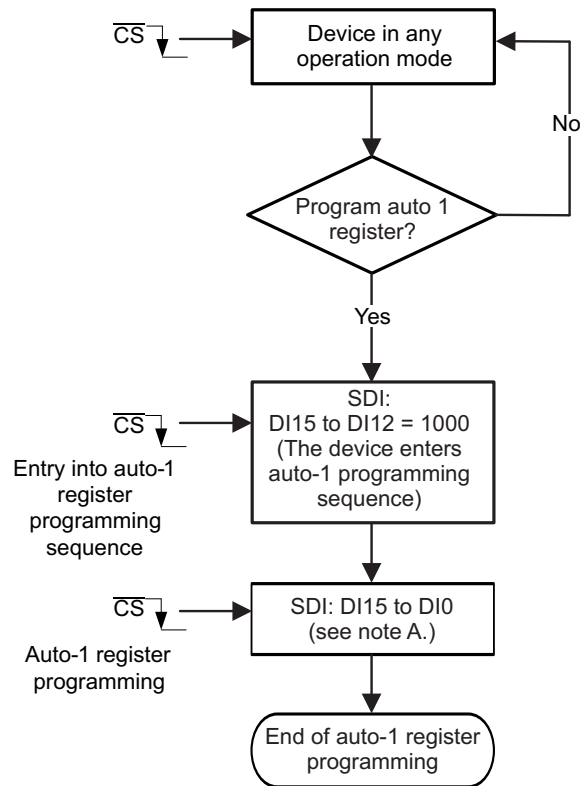 CS
Device in any
operation mode
No
Program auto 1
register?
Yes
SDI:
DI15 to DI12 = 1000
(The device enters
auto-1 programming
sequence)
CS
Entry into auto-1
register
programming
sequence
CS
SDI: DI15 to DI0
(see note A.)
Auto-1 register
programming
End of auto-1 register
programming